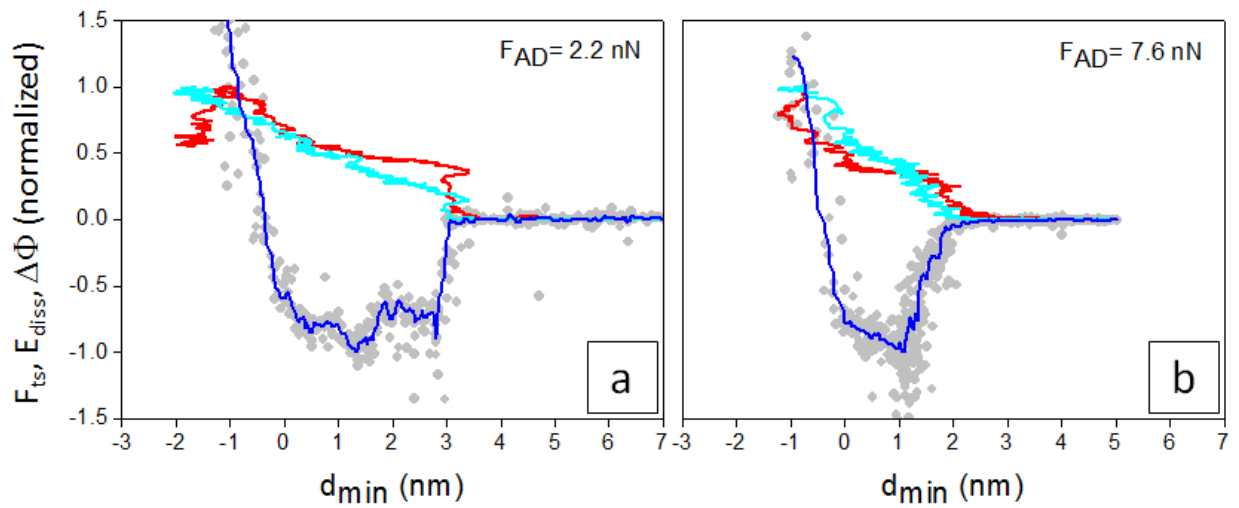 F_ts, E_diss, ΔΦ (normalized)
1.5
1.0
0.5
0.0
-0.5
-1.0
-1.5
F_AD= 2.2 nN
a
-3 -2 -1 0 1 2 3 4 5 6 7
d_min (nm)
F_AD= 7.6 nN
b
-3 -2 -1 0 1 2 3 4 5 6 7
d_min (nm)